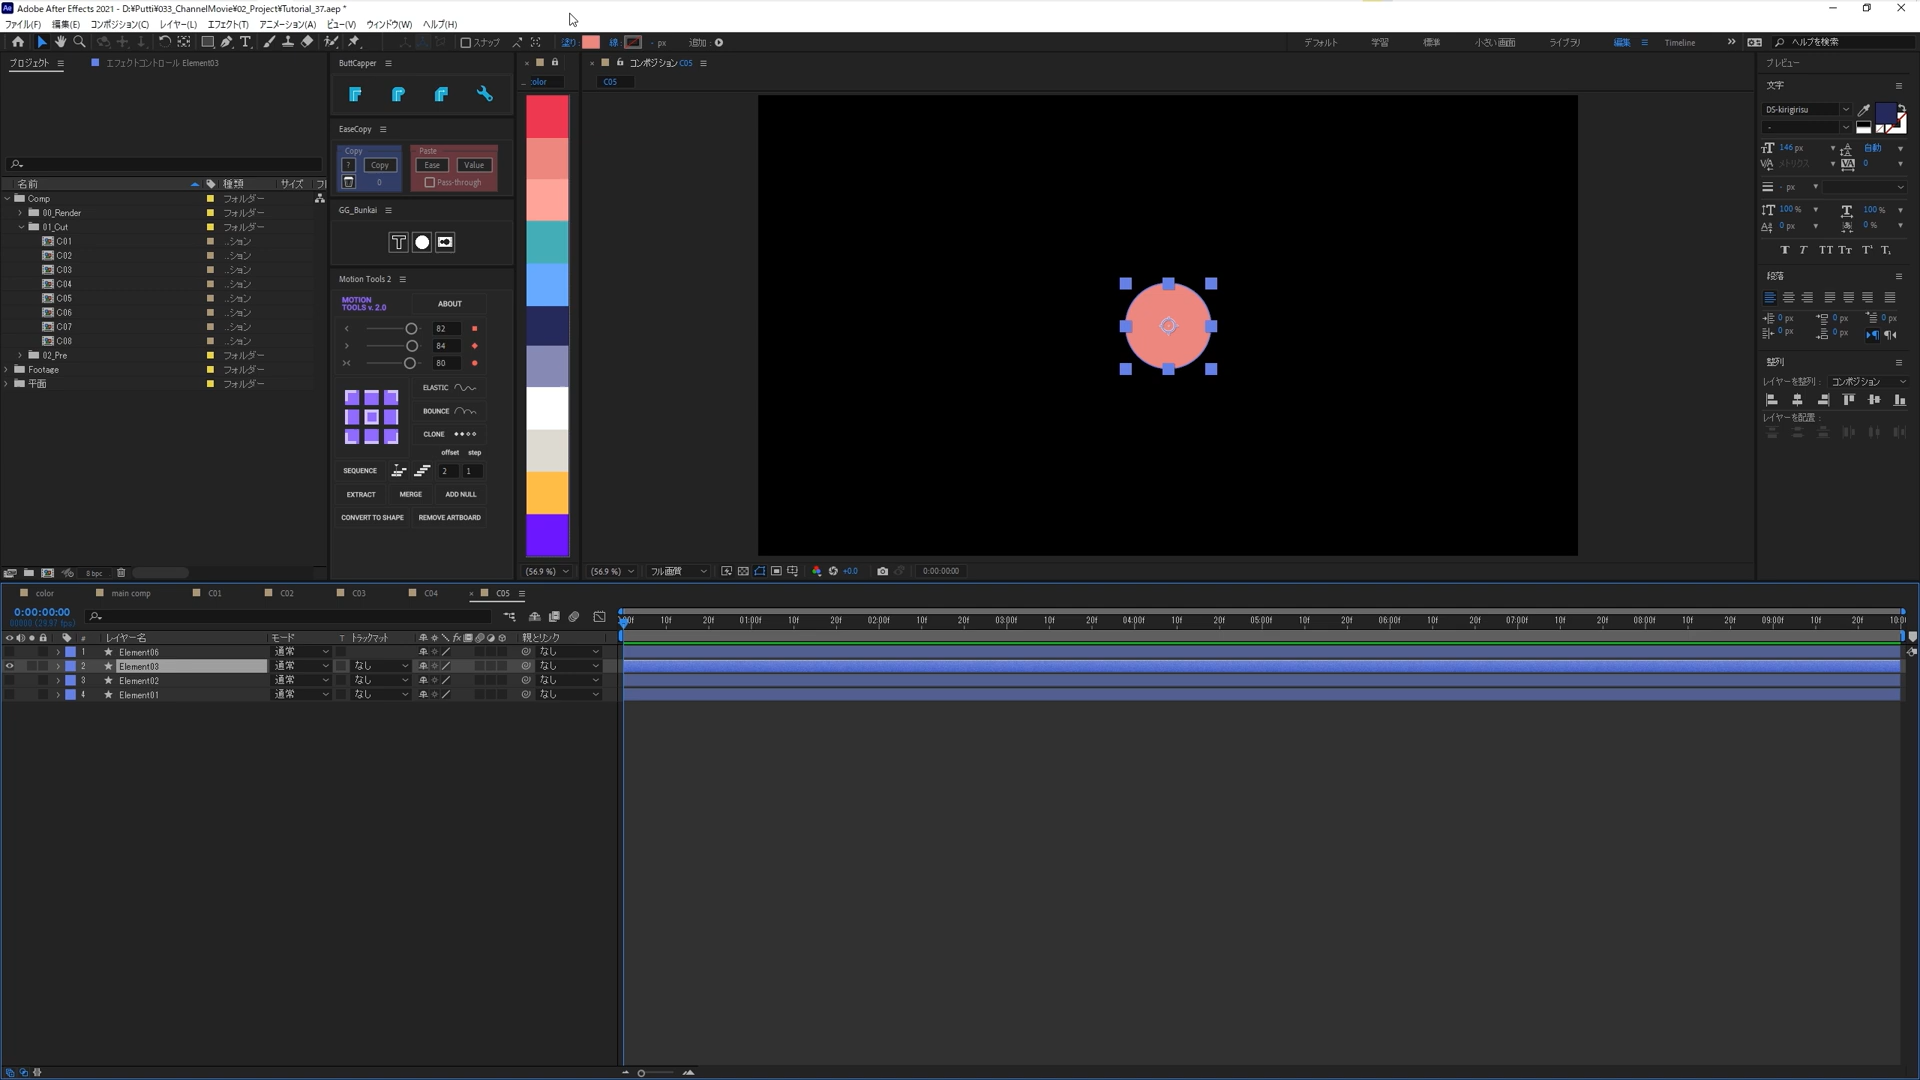 Adobe After Effects 2021 - D:¥Putti¥033_ChannelMovie¥02_Project¥Tutorial_37.aep *
ファイル(F) 編集(E) コンポジション(C) レイヤー(L) エフェクト(T) アニメーション(A) ビュー(V) ウィンドウ(W) ヘルプ(H)
スナップ 塗り 線: - px 追加: デフォルト 学習 標準 小さい画面 ライブラリ 編集 Timeline ヘルプを検索
プロジェクト エフェクトコントロール Element03
名前 種類 サイズ
Comp フォルダー
00_Render フォルダー
01_Cut フォルダー
C01 ..ション
C02 ..ション
C03 ..ション
C04 ..ション
C05 ..ション
C06 ..ション
C07 ..ション
C08 ..ション
02_Pre フォルダー
Footage フォルダー
平面 フォルダー
8 bpc
ButtCapper
EaseCopy
Copy Paste
? Copy Ease Value
0 Pass-through
GG_Bunkai
T
Motion Tools 2
MOTION TOOLS v. 2.0 ABOUT
82
84
80
ELASTIC
BOUNCE
CLONE
offset step
SEQUENCE 2 1
EXTRACT MERGE ADD NULL
CONVERT TO SHAPE REMOVE ARTBOARD
color
(56.9 %)
コンポジション C05
C05
(56.9 %) フル画質 +0.0 0:00:00:00
プレビュー
文字
DS-kirigirisu
-
146 px 自動
メトリクス 0
- px
100 % 100 %
0 px 0 %
T T TT Tт T¹ T₁
段落
0 px 0 px 0 px
0 px 0 px
整列
レイヤーを整列: コンポジション
レイヤーを配置:
color main comp C01 C02 C03 C04 C05
0:00:00:00
00000 (29.97 fps)
10f 20f 01:00f 10f 20f 02:00f 10f 20f 03:00f 10f 20f 04:00f 10f 20f 05:00f 10f 20f 06:00f 10f 20f 07:00f 10f 20f 08:00f 10f 20f 09:00f 10f 20f 10:0
# レイヤー名 モード T トラックマット 親とリンク
1 Element06 通常 なし
2 Element03 通常 なし なし
3 Element02 通常 なし なし
4 Element01 通常 なし なし